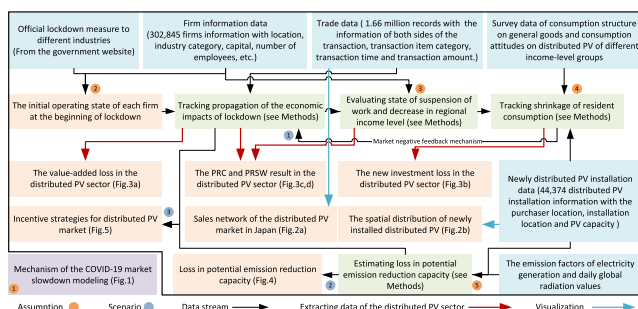 Official lockdown measure to
different industries
(From the government website)
Firm information data
(302,845 firms information with location,
industry category, capital, number of
employees, etc.)
Trade data ( 1.66 million records with the
information of both sides of the
transaction, transaction item category,
transaction time and transaction amount.)
Survey data of consumption structure
on general goods and consumption
attitudes on distributed PV of different
income-level groups
2
3
4
The initial operating state of each firm
at the beginning of lockdown
Tracking propagation of the economic
impacts of lockdown (see Methods)
Evaluating state of suspension of
work and decrease in regional
income level (see Methods)
Tracking shrinkage of resident
consumption (see Methods)
1
Market negative feedback mechanism
The value-added loss in the
distributed PV sector (Fig.3a)
The PRC and PRSW result in the
distributed PV sector (Fig.3c,d)
The new investment loss in the
distributed PV sector (Fig.3b)
Newly distributed PV installation
data (44,374 distributed PV
installation information with the
purchaser location, installation
location and PV capacity )
Incentive strategies for distributed PV
market (Fig.5)
3
Sales network of the distributed PV
market in Japan (Fig.2a)
The spatial distribution of newly
installed distributed PV (Fig.2b)
Mechanism of the COVID-19 market
slowdown modeling (Fig.1)
1
Loss in potential emission reduction
capacity (Fig.4)
2
Estimating loss in potential
emission reduction capacity (see
Methods)
5
The emission factors of electricity
generation and daily global
radiation values
Assumption
Scenario
Data stream
Extracting data of the distributed PV sector
Visualization